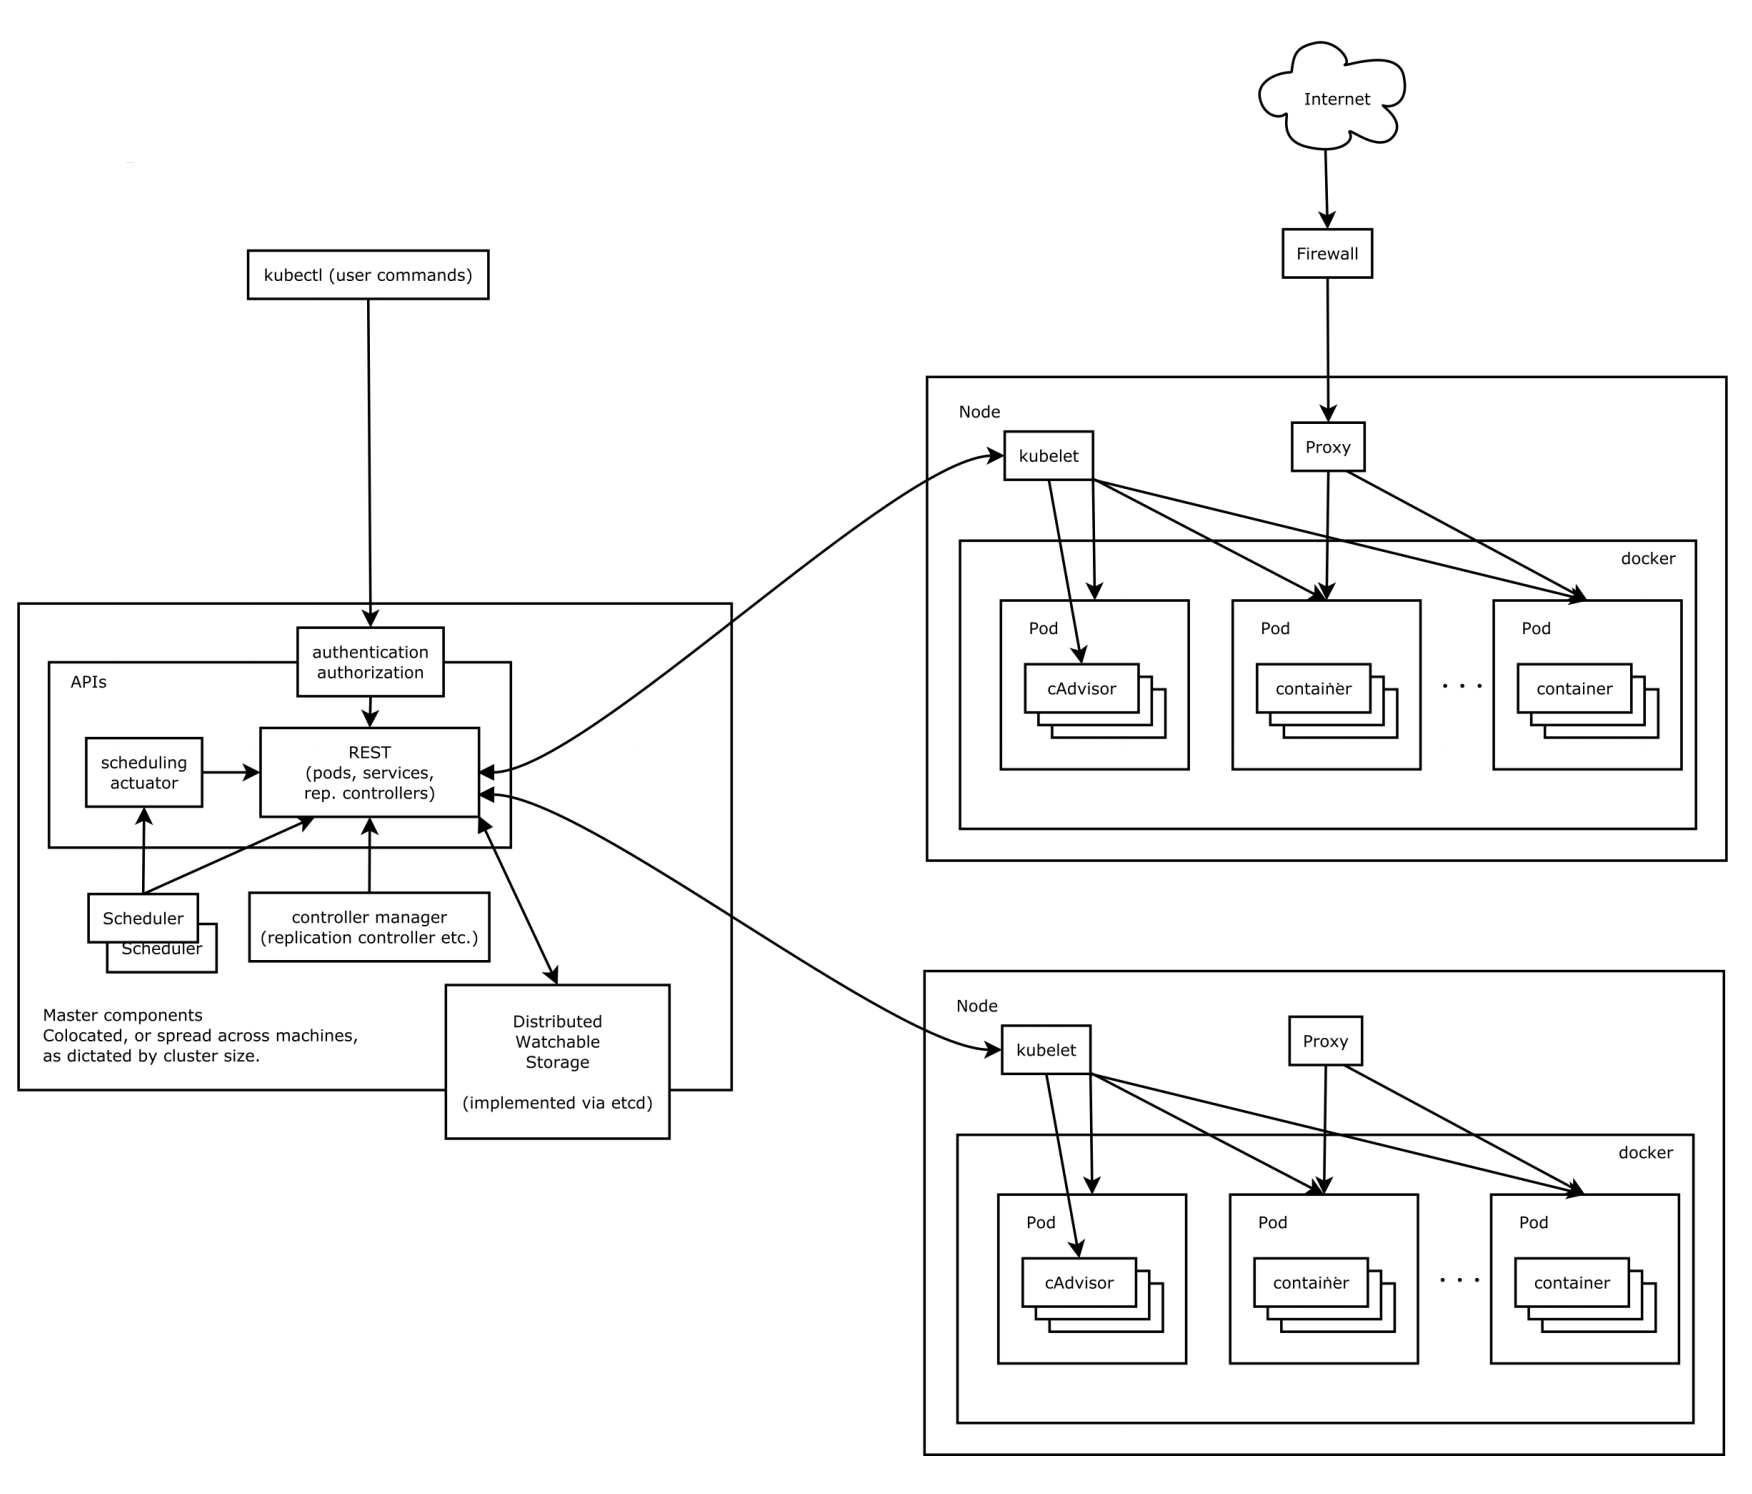 Internet
Firewall
kubectl (user commands)
Node
kubelet
Proxy
docker
Pod
cAdvisor
Pod
container
. . .
Pod
container
authentication
authorization
APIs
scheduling
actuator
REST
(pods, services,
rep. controllers)
Scheduler
Scheduler
controller manager
(replication controller etc.)
Master components
Colocated, or spread across machines,
as dictated by cluster size.
Distributed
Watchable
Storage
(implemented via etcd)
Node
kubelet
Proxy
docker
Pod
cAdvisor
Pod
container
. . .
Pod
container